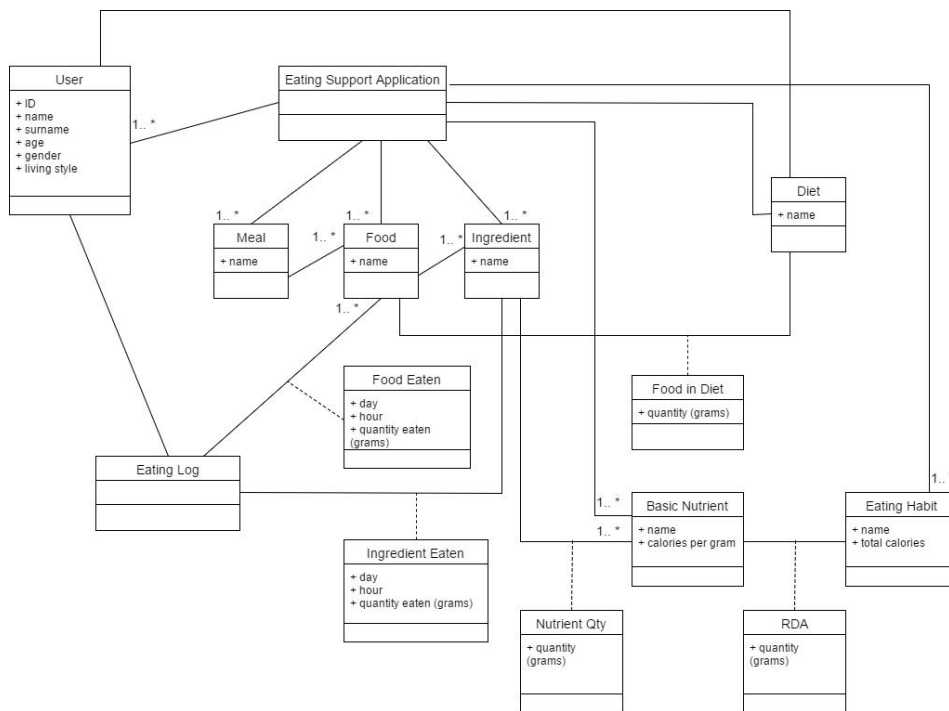 User
+ ID
+ name
+ surname
+ age
+ gender
+ living style
1.. *
Eating Support Application
Diet
+ name
1.. *
1.. *
1.. *
Meal
+ name
1.. *
Food
+ name
1.. *
Ingredient
+ name
1.. *
Food Eaten
+ day
+ hour
+ quantity eaten
(grams)
Food in Diet
+ quantity (grams)
Eating Log
Ingredient Eaten
+ day
+ hour
+ quantity eaten (grams)
1.. *
1.. *
Basic Nutrient
+ name
+ calories per gram
1.. *
Eating Habit
+ name
+ total calories
Nutrient Qty
+ quantity
(grams)
RDA
+ quantity
(grams)